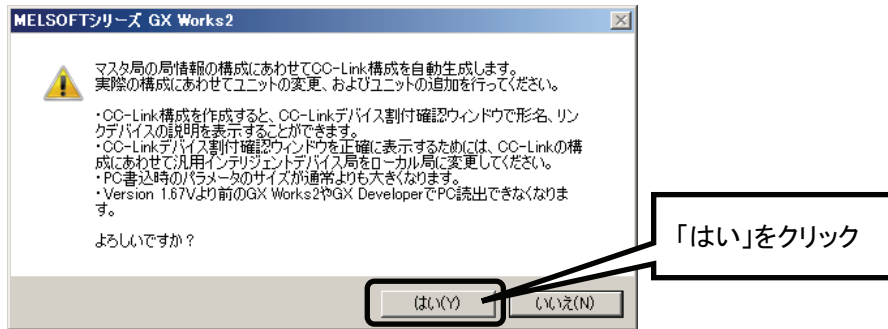 MELSOFTシリーズ GX Works2
マスタ局の局情報の構成にあわせてCC-Link構成を自動生成します。
実際の構成にあわせてユニットの変更、およびユニットの追加を行ってください。
・CC-Link構成を作成すると、CC-Linkデバイス割付確認ウィンドウで形名、リン
クデバイスの説明を表示することができます。
・CC-Linkデバイス割付確認ウィンドウを正確に表示するためには、CC-Linkの構
成にあわせて汎用インテリジェントデバイス局をローカル局に変更してください。
・PC書込時のパラメータのサイズが通常よりも大きくなります。
・Version 1.67Vより前のGX Works2やGX DeveloperでPC読出できなくなりま
す。
よろしいですか？
「はい」をクリック
はい(Y)
いいえ(N)